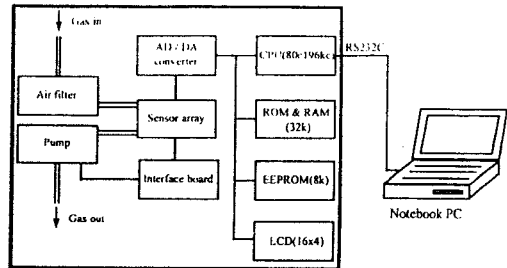 Gas in
AD / DA
converter
CPU(80c196kc)
RS232C
Air filter
Sensor array
ROM & RAM
(32k)
Pump
Interface board
EEPROM(8k)
Gas out
LCD(16x4)
Notebook PC